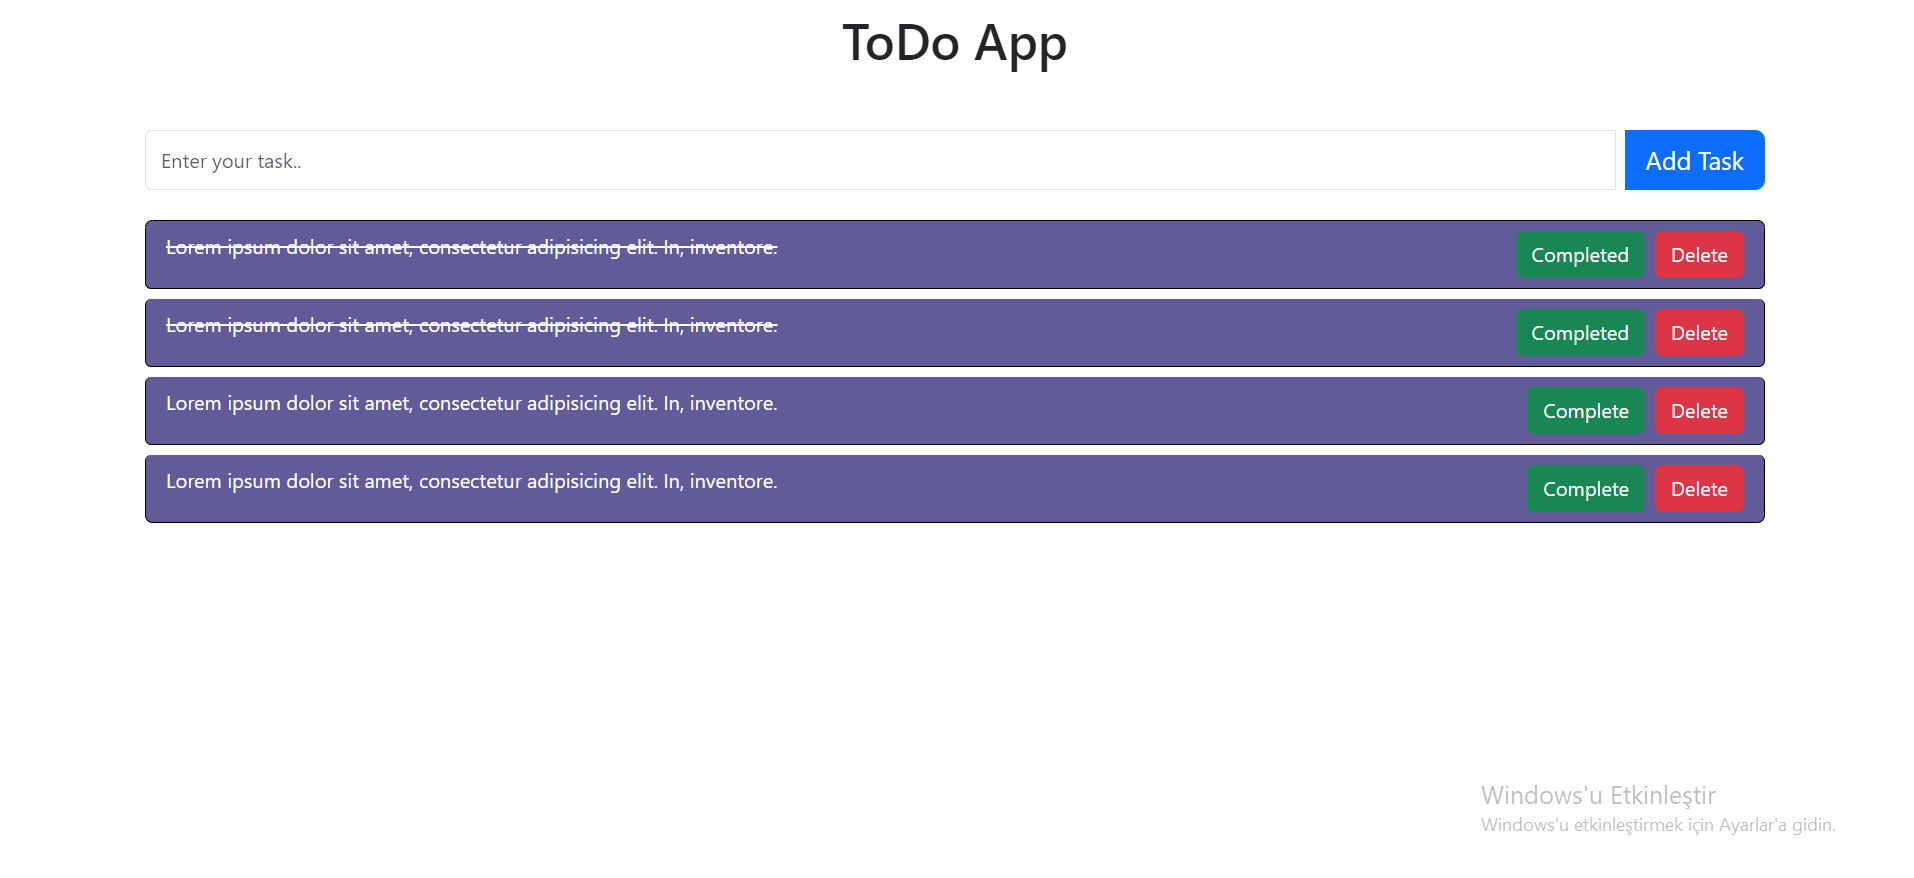 ToDo App
Enter your task..
Add Task
Lorem ipsum dolor sit amet, consectetur adipisicing elit. In, inventore.
Completed
Delete
Lorem ipsum dolor sit amet, consectetur adipisicing elit. In, inventore.
Completed
Delete
Lorem ipsum dolor sit amet, consectetur adipisicing elit. In, inventore.
Complete
Delete
Lorem ipsum dolor sit amet, consectetur adipisicing elit. In, inventore.
Complete
Delete
Windows'u Etkinleştir
Windows'u etkinleştirmek için Ayarlar'a gidin.